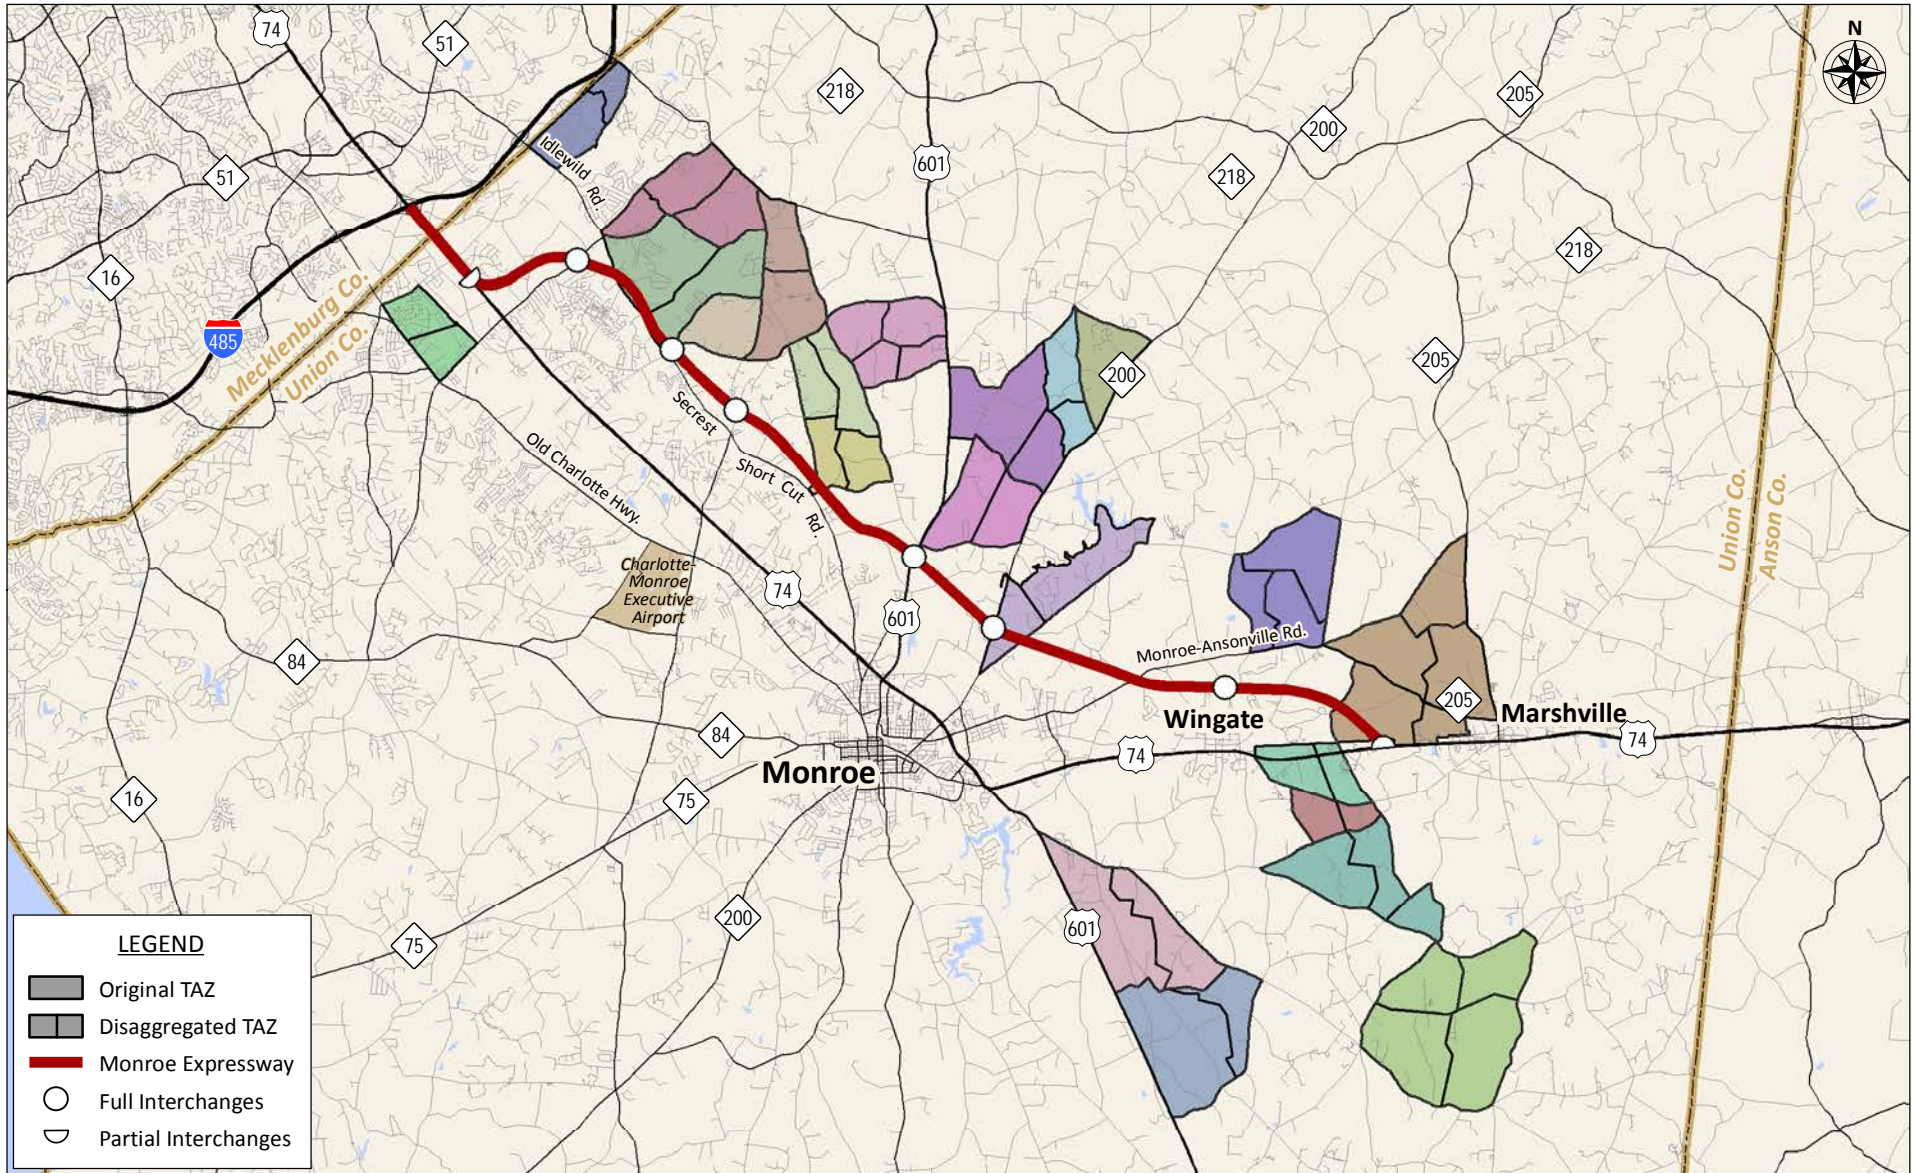 74
51
N
218
205
200
601
Idlewild Rd.
51
218
218
16
Mecklenburg Co.
Union Co.
485
205
200
Secrest Short Cut Rd.
Old Charlotte Hwy.
Union Co.
Anson Co.
Charlotte-
Monroe
Executive
Airport
74
601
Monroe-Ansonville Rd.
84
205
Wingate
Marshville
84
74
74
Monroe
16
75
200
601
75
LEGEND
Original TAZ
Disaggregated TAZ
Monroe Expressway
Full Interchanges
Partial Interchanges